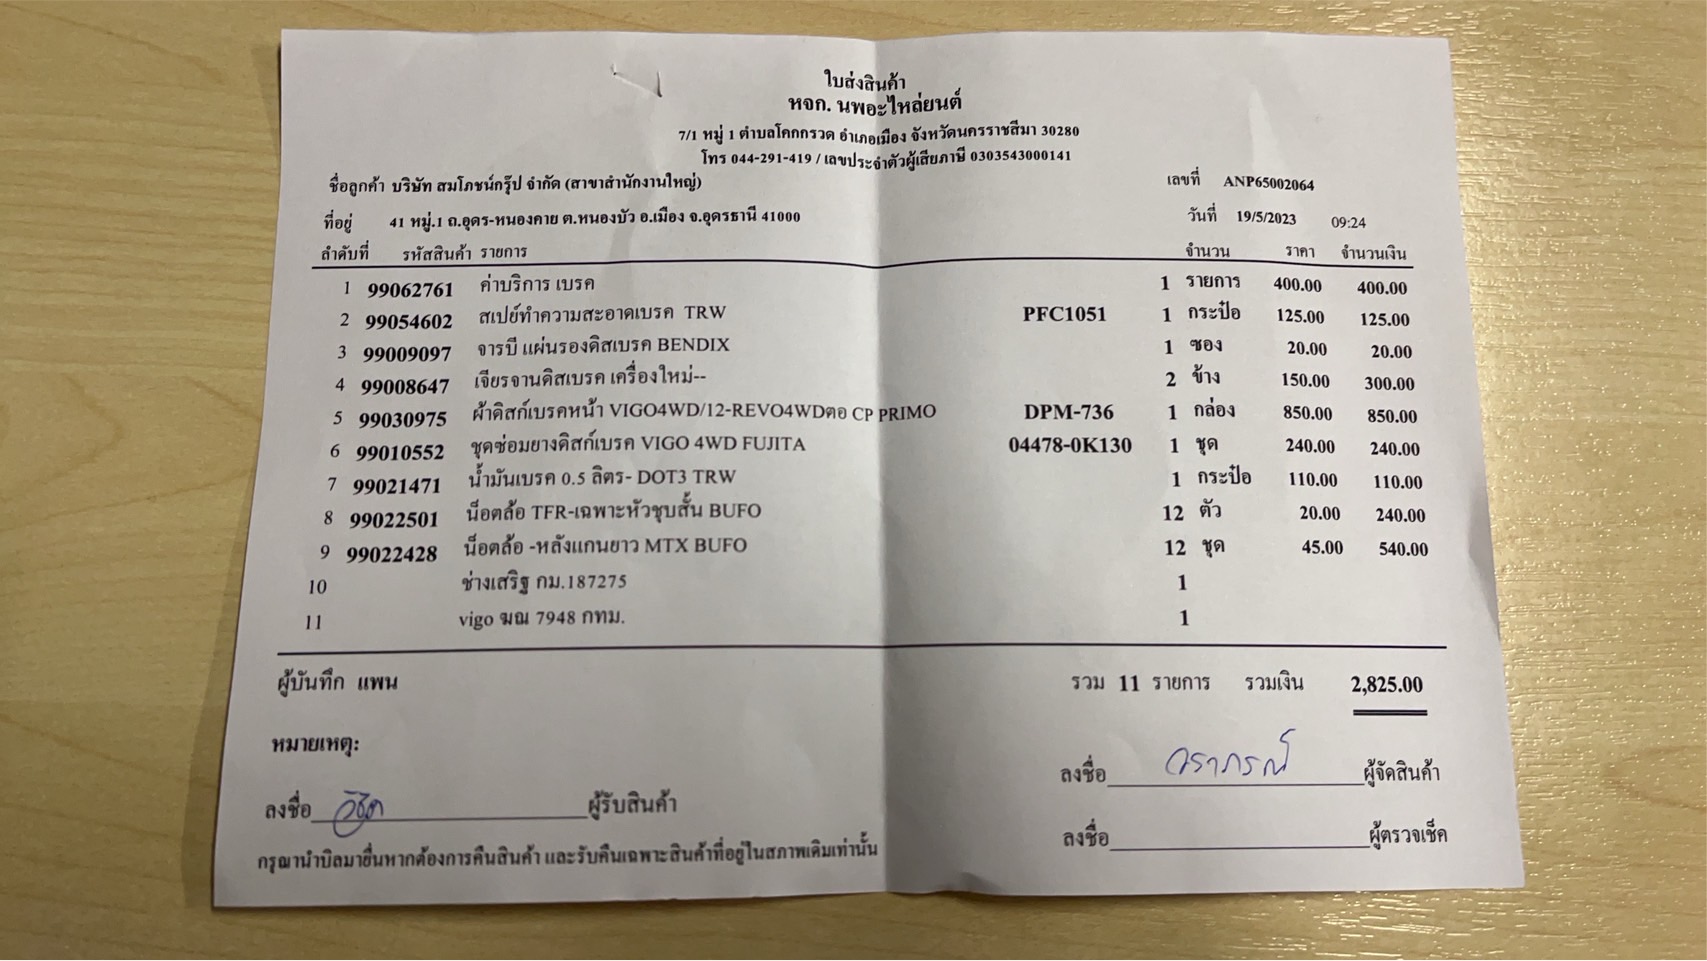 ใบส่งสินค้า
หจก. นพอะไหล่ยนต์
7/1 หมู่ 1 ตำบลโคกกรวด อำเภอเมือง จังหวัดนครราชสีมา 30280
โทร 044-291-419 / เลขประจำตัวผู้เสียภาษี 0303543000141
ชื่อลูกค้า บริษัท สมโภชน์กรุ๊ป จำกัด (สาขาสำนักงานใหญ่) เลขที่ ANP65002064
ที่อยู่ 41 หมู่.1 ถ.อุดร-หนองคาย ต.หนองบัว อ.เมือง จ.อุดรธานี 41000 วันที่ 19/5/2023 09:24
ลำดับที่ รหัสสินค้า รายการ จำนวน ราคา จำนวนเงิน
1 99062761 ค่าบริการ เบรค 1 รายการ 400.00 400.00
2 99054602 สเปย์ทำความสะอาดเบรค TRW PFC1051 1 กระป๋อ 125.00 125.00
3 99009097 จารบี แผ่นรองดิสเบรค BENDIX 1 ซอง 20.00 20.00
4 99008647 เจียรจานดิสเบรค เครื่องใหม่-- 2 ข้าง 150.00 300.00
5 99030975 ผ้าดิสก์เบรคหน้า VIGO4WD/12-REVO4WDตอ CP PRIMO DPM-736 1 กล่อง 850.00 850.00
6 99010552 ชุดซ่อมยางดิสก์เบรค VIGO 4WD FUJITA 04478-0K130 1 ชุด 240.00 240.00
7 99021471 น้ำมันเบรค 0.5 ลิตร- DOT3 TRW 1 กระป๋อ 110.00 110.00
8 99022501 น็อตล้อ TFR-เฉพาะหัวชุบสั้น BUFO 12 ตัว 20.00 240.00
9 99022428 น็อตล้อ -หลังแกนยาว MTX BUFO 12 ชุด 45.00 540.00
10 ช่างเสริฐ กม.187275 1
11 vigo ฆณ 7948 กทม. 1
ผู้บันทึก แพน รวม 11 รายการ รวมเงิน 2,825.00
หมายเหตุ:
ลงชื่อ วราภรณ์ ผู้จัดสินค้า
ลงชื่อ ผู้รับสินค้า
ลงชื่อ ผู้ตรวจเช็ค
กรุณานำบิลมายื่นหากต้องการคืนสินค้า และรับคืนเฉพาะสินค้าที่อยู่ในสภาพเดิมเท่านั้น